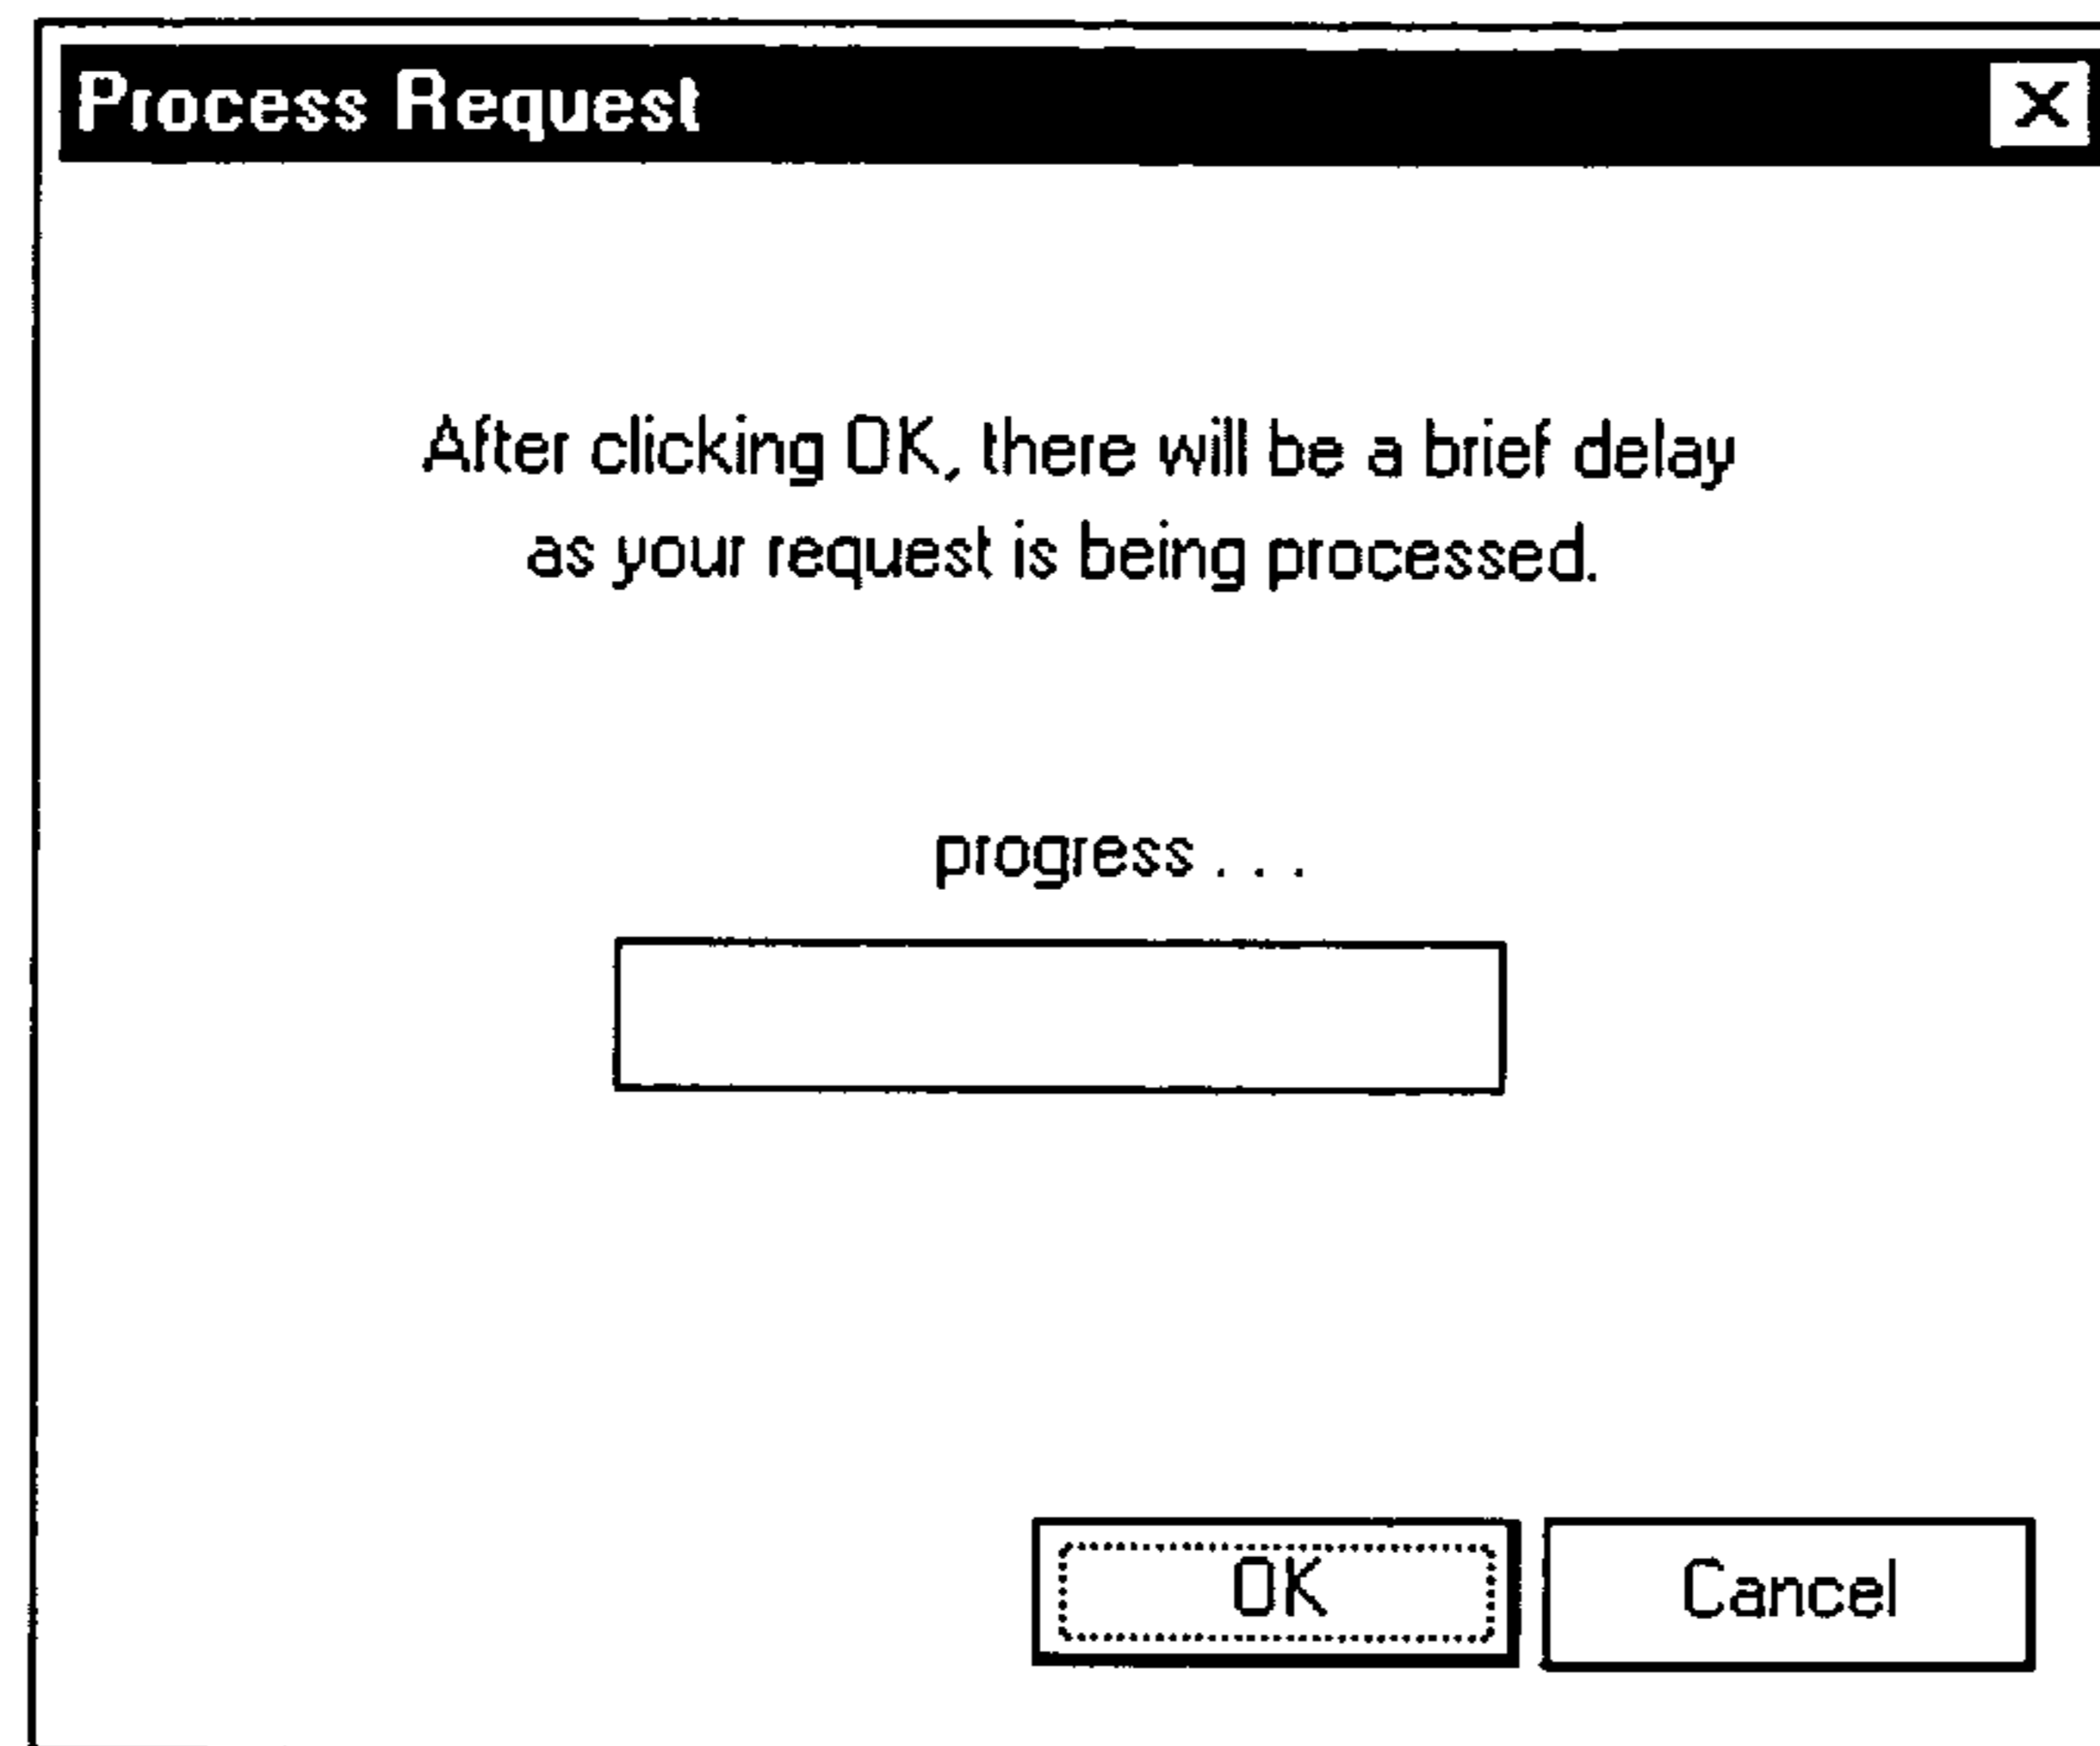 Process Request
After clicking OK, there will be a brief delay
as your request is being processed.
progress . . .
OK
Cancel